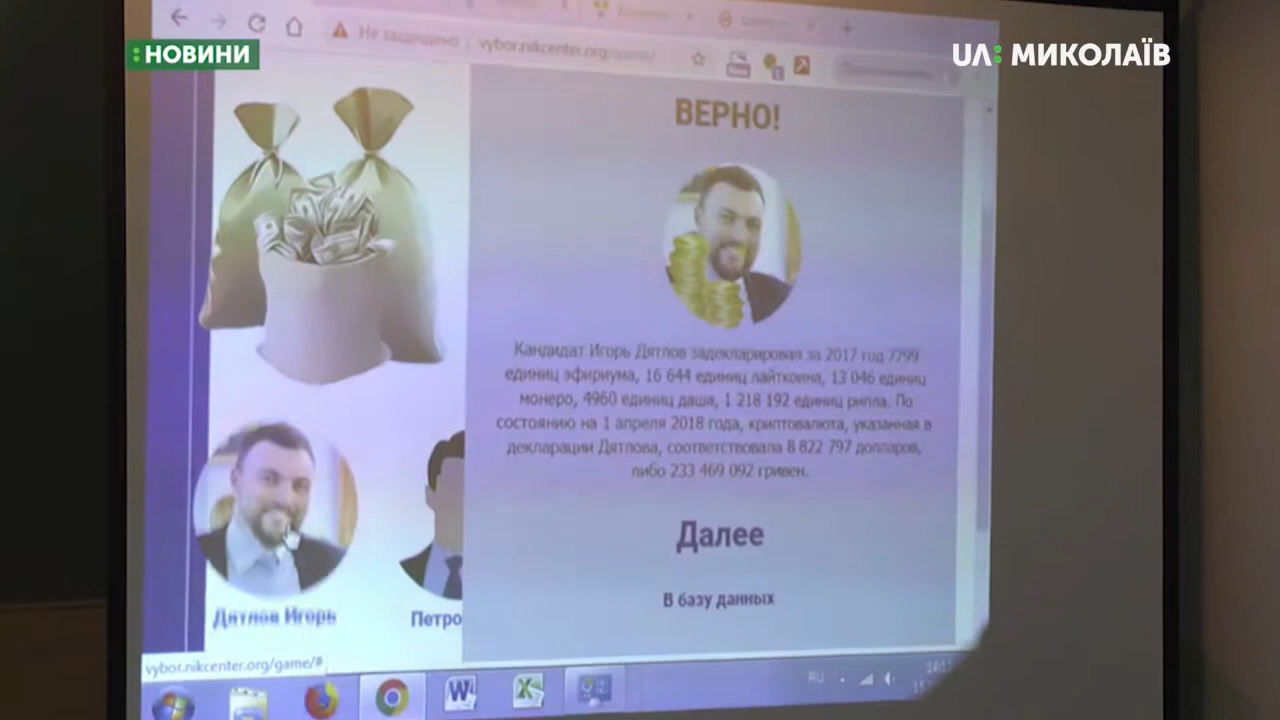 Не защищено | vybor.nikcenter.org/game/
: НОВИНИ
UA: МИКОЛАЇВ
ВЕРНО!
Кандидат Игорь Дятлов задекларировал за 2017 год 7799
единиц эфириума, 16 644 единиц лайткоина, 13 046 единиц
монеро, 4960 единиц даша, 1 218 192 единиц рипла. По
состоянию на 1 апреля 2018 года, криптовалюта, указанная в
декларации Дятлова, соответствовала 8 822 797 долларов,
либо 233 469 092 гривен.
Далее
В базу данных
Дятлов Игорь
Петро
vybor.nikcenter.org/game/#
RU